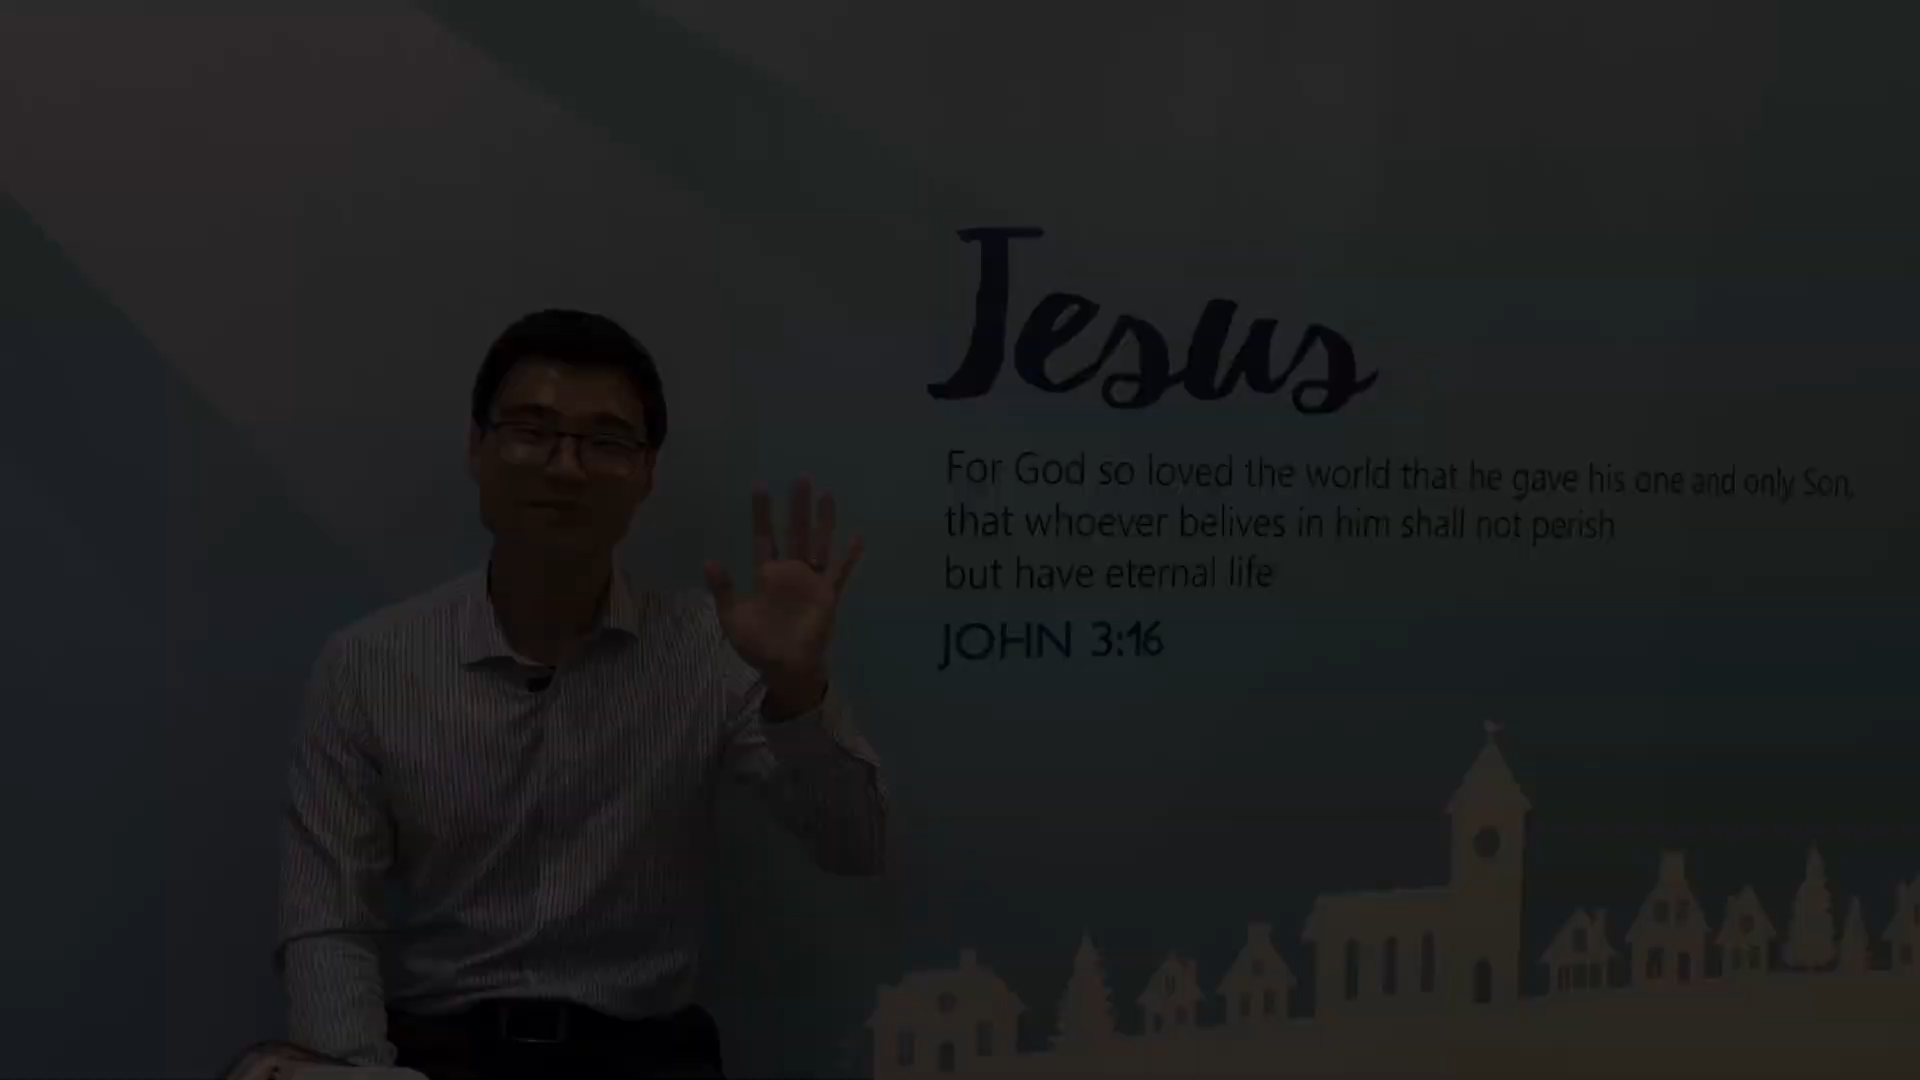 Jesus
For God so loved the world that he gave his one and only Son,
that whoever belives in him shall not perish
but have eternal life
JOHN 3:16